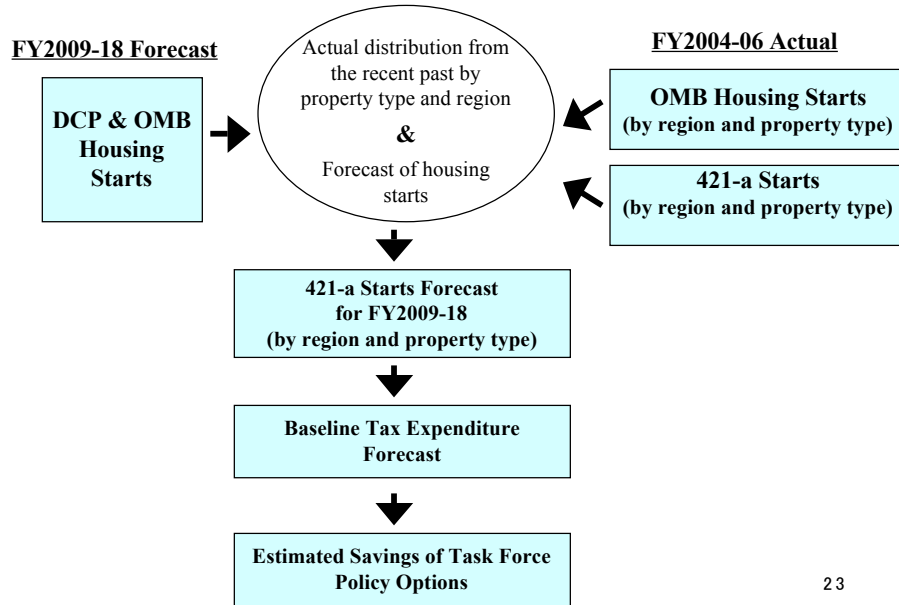 FY2009-18 Forecast
DCP & OMB
Housing
Starts
Actual distribution from
the recent past by
property type and region
&
Forecast of housing
starts
FY2004-06 Actual
OMB Housing Starts
(by region and property type)
421-a Starts
(by region and property type)
421-a Starts Forecast
for FY2009-18
(by region and property type)
Baseline Tax Expenditure
Forecast
Estimated Savings of Task Force
Policy Options
23